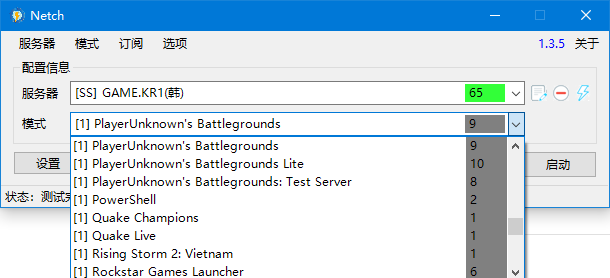 Netch
服务器 模式 订阅 选项 1.3.5 关于
配置信息
服务器 [SS] GAME.KR1(韩) 65
模式 [1] PlayerUnknown's Battlegrounds 9
[1] PlayerUnknown's Battlegrounds 9
[1] PlayerUnknown's Battlegrounds Lite 10
设置 启动
[1] PlayerUnknown's Battlegrounds: Test Server 8
状态: 测试
[1] PowerShell 2
[1] Quake Champions 1
[1] Quake Live 1
[1] Rising Storm 2: Vietnam 1
[1] Rockstar Games Launcher 6